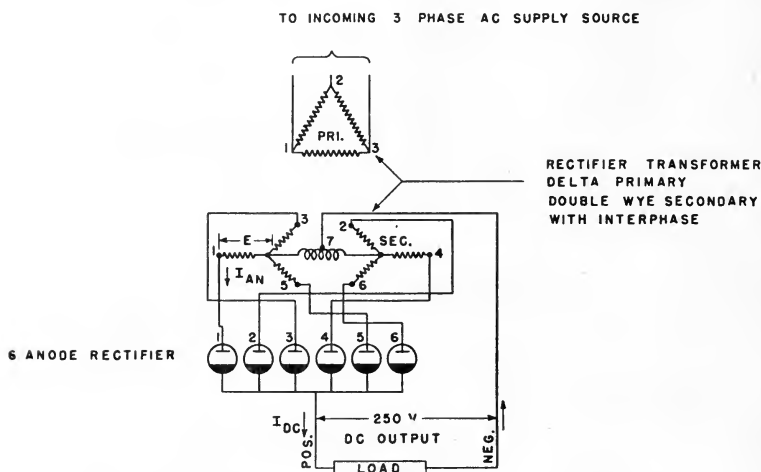 TO INCOMING 3 PHASE AC SUPPLY SOURCE
2
PRI.
1 3
RECTIFIER TRANSFORMER
DELTA PRIMARY
DOUBLE WYE SECONDARY
WITH INTERPHASE
3 2
E 7 SEC.
1 4
I AN
5 6
1 2 3 4 5 6
6 ANODE RECTIFIER
I DC
250 V
DC OUTPUT
POS.
NEG.
LOAD